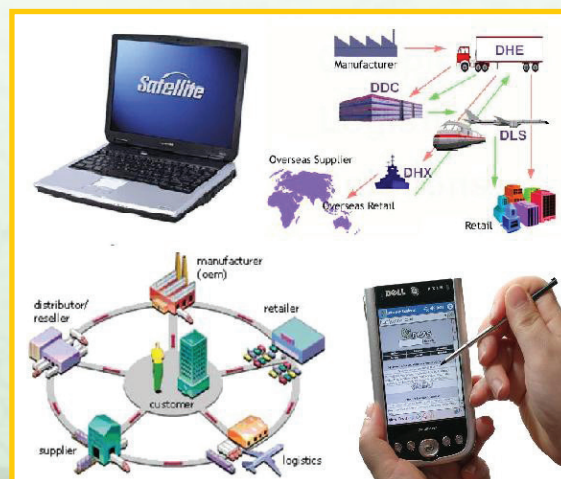 Satellite
DHE
Manufacturer
DDC
DLS
Overseas Supplier
DHX
Overseas Retail
Retail
manufacturer
(oem)
distributor/
reseller
retailer
customer
supplier
logistics
DELL